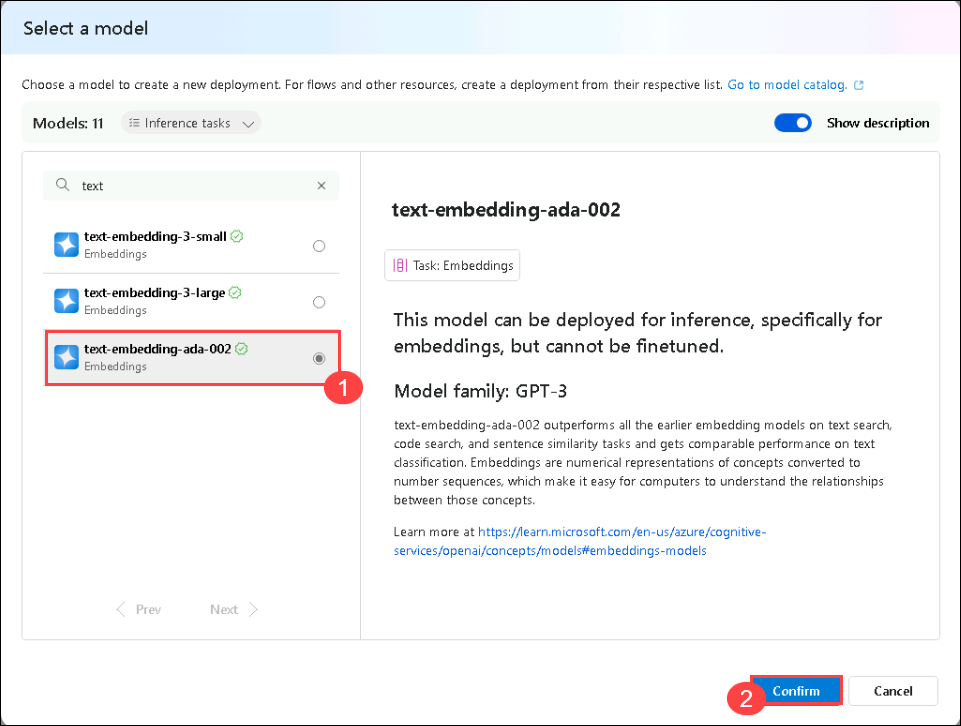 Select a model
Choose a model to create a new deployment. For flows and other resources, create a deployment from their respective list. Go to model catalog.
Models: 11
Inference tasks
Show description
text
text-embedding-3-small
Embeddings
text-embedding-3-large
Embeddings
text-embedding-ada-002
Embeddings
1
Prev
Next
text-embedding-ada-002
Task: Embeddings
This model can be deployed for inference, specifically for
embeddings, but cannot be finetuned.
Model family: GPT-3
text-embedding-ada-002 outperforms all the earlier embedding models on text search,
code search, and sentence similarity tasks and gets comparable performance on text
classification. Embeddings are numerical representations of concepts converted to
number sequences, which make it easy for computers to understand the relationships
between those concepts.
Learn more at https://learn.microsoft.com/en-us/azure/cognitive-
services/openai/concepts/models#embeddings-models
2
Confirm
Cancel